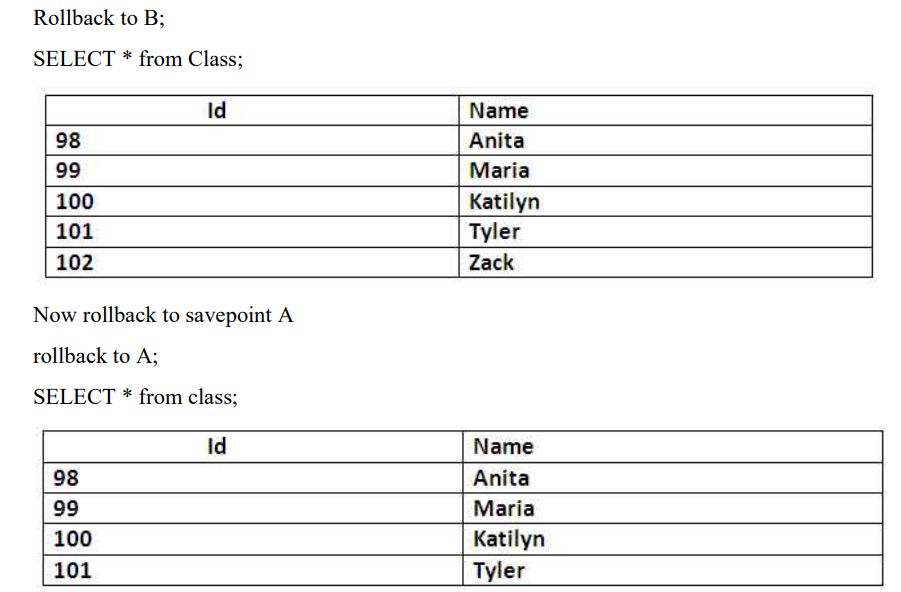 Rollback to B;
SELECT * from Class;
Id Name
98 Anita
99 Maria
100 Katilyn
101 Tyler
102 Zack
Now rollback to savepoint A
rollback to A;
SELECT * from class;
Id Name
98 Anita
99 Maria
100 Katilyn
101 Tyler